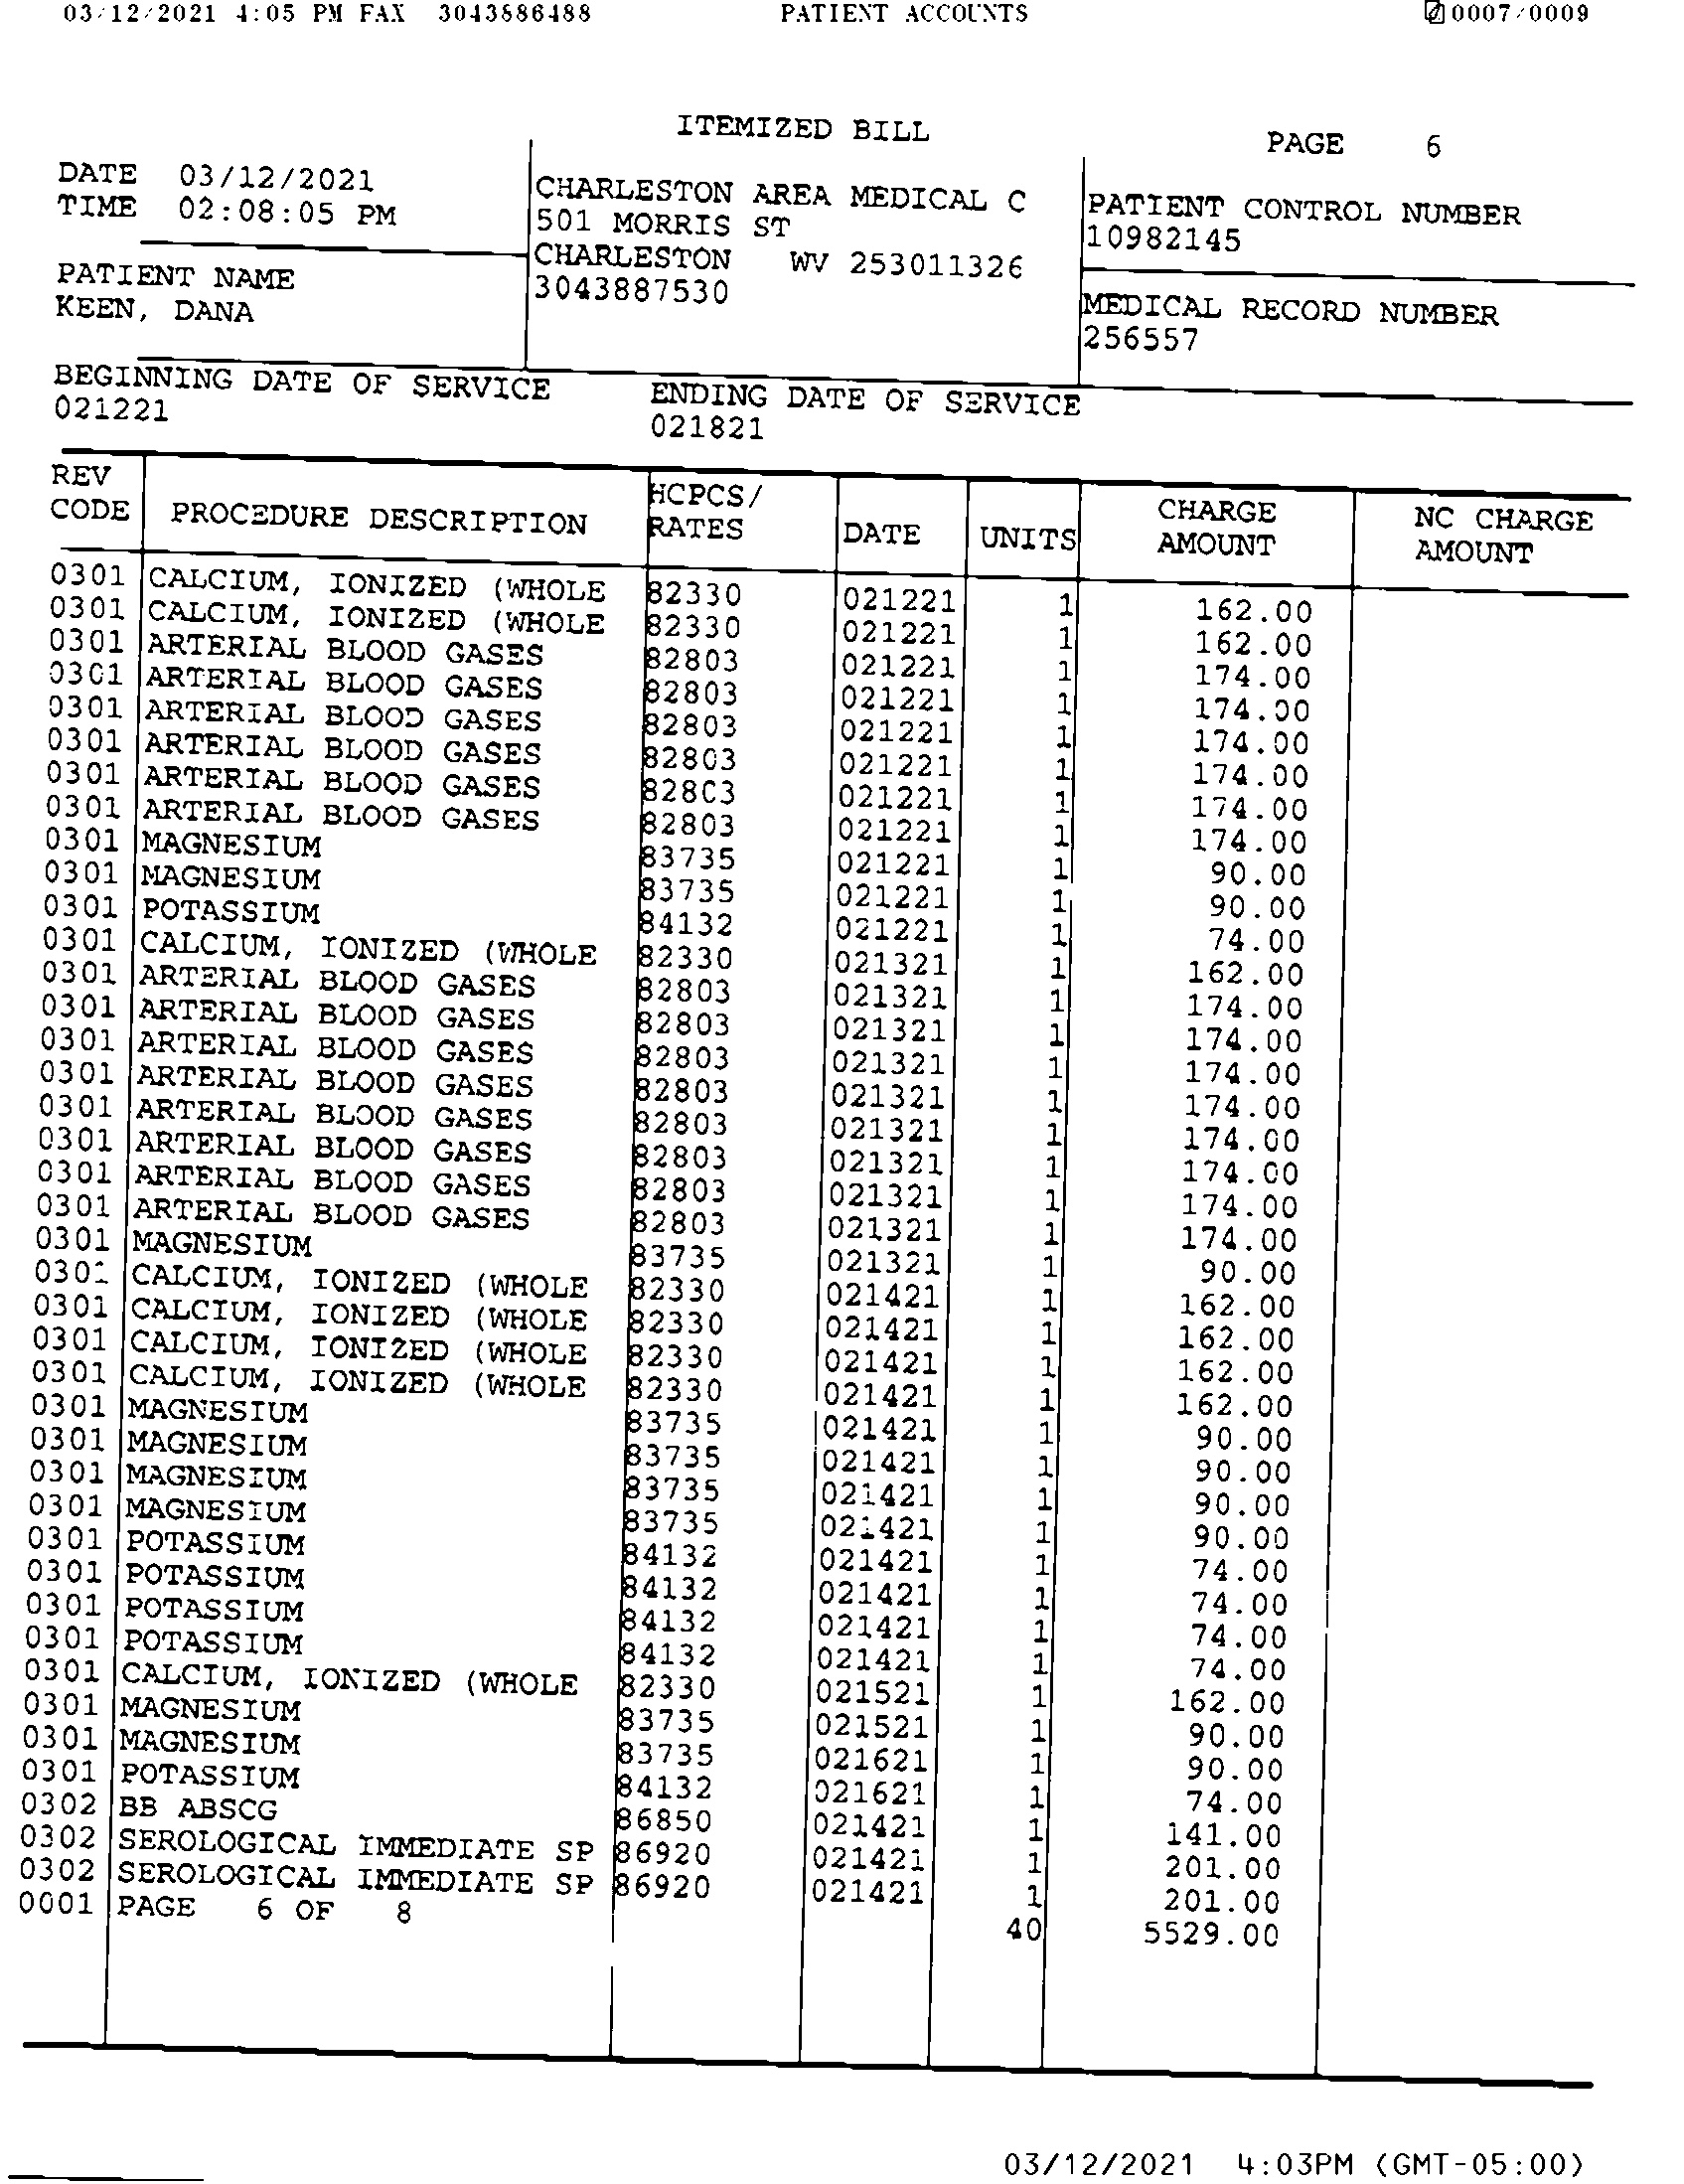 03/12/2021 4:05 PM FAX 3043886488 PATIENT ACCOUNTS 0007/0009
ITEMIZED BILL PAGE 6
DATE 03/12/2021
TIME 02:08:05 PM
CHARLESTON AREA MEDICAL C
501 MORRIS ST
CHARLESTON WV 253011326
3043887530
PATIENT CONTROL NUMBER
10982145
PATIENT NAME
KEEN, DANA
MEDICAL RECORD NUMBER
256557
BEGINNING DATE OF SERVICE
021221
ENDING DATE OF SERVICE
021821
REV CODE PROCEDURE DESCRIPTION HCPCS/ RATES DATE UNITS CHARGE AMOUNT NC CHARGE AMOUNT
0301 CALCIUM, IONIZED (WHOLE 82330 021221 1 162.00
0301 CALCIUM, IONIZED (WHOLE 82330 021221 1 162.00
0301 ARTERIAL BLOOD GASES 82803 021221 1 174.00
0301 ARTERIAL BLOOD GASES 82803 021221 1 174.00
0301 ARTERIAL BLOOD GASES 82803 021221 1 174.00
0301 ARTERIAL BLOOD GASES 82803 021221 1 174.00
0301 ARTERIAL BLOOD GASES 82803 021221 1 174.00
0301 ARTERIAL BLOOD GASES 82803 021221 1 174.00
0301 MAGNESIUM 83735 021221 1 90.00
0301 MAGNESIUM 83735 021221 1 90.00
0301 POTASSIUM 84132 021221 1 74.00
0301 CALCIUM, IONIZED (WHOLE 82330 021321 1 162.00
0301 ARTERIAL BLOOD GASES 82803 021321 1 174.00
0301 ARTERIAL BLOOD GASES 82803 021321 1 174.00
0301 ARTERIAL BLOOD GASES 82803 021321 1 174.00
0301 ARTERIAL BLOOD GASES 82803 021321 1 174.00
0301 ARTERIAL BLOOD GASES 82803 021321 1 174.00
0301 ARTERIAL BLOOD GASES 82803 021321 1 174.00
0301 ARTERIAL BLOOD GASES 82803 021321 1 174.00
0301 ARTERIAL BLOOD GASES 82803 021321 1 174.00
0301 MAGNESIUM 83735 021321 1 90.00
0301 CALCIUM, IONIZED (WHOLE 82330 021421 1 162.00
0301 CALCIUM, IONIZED (WHOLE 82330 021421 1 162.00
0301 CALCIUM, IONIZED (WHOLE 82330 021421 1 162.00
0301 CALCIUM, IONIZED (WHOLE 82330 021421 1 162.00
0301 MAGNESIUM 83735 021421 1 90.00
0301 MAGNESIUM 83735 021421 1 90.00
0301 MAGNESIUM 83735 021421 1 90.00
0301 MAGNESIUM 83735 021421 1 90.00
0301 POTASSIUM 84132 021421 1 74.00
0301 POTASSIUM 84132 021421 1 74.00
0301 POTASSIUM 84132 021421 1 74.00
0301 POTASSIUM 84132 021421 1 74.00
0301 CALCIUM, IONIZED (WHOLE 82330 021521 1 162.00
0301 MAGNESIUM 83735 021521 1 90.00
0301 MAGNESIUM 83735 021621 1 90.00
0301 POTASSIUM 84132 021621 1 74.00
0302 BB ABSCG 86850 021421 1 141.00
0302 SEROLOGICAL IMMEDIATE SP 86920 021421 1 201.00
0302 SEROLOGICAL IMMEDIATE SP 86920 021421 1 201.00
0001 PAGE 6 OF 8 40 5529.00
03/12/2021 4:03PM (GMT-05:00)